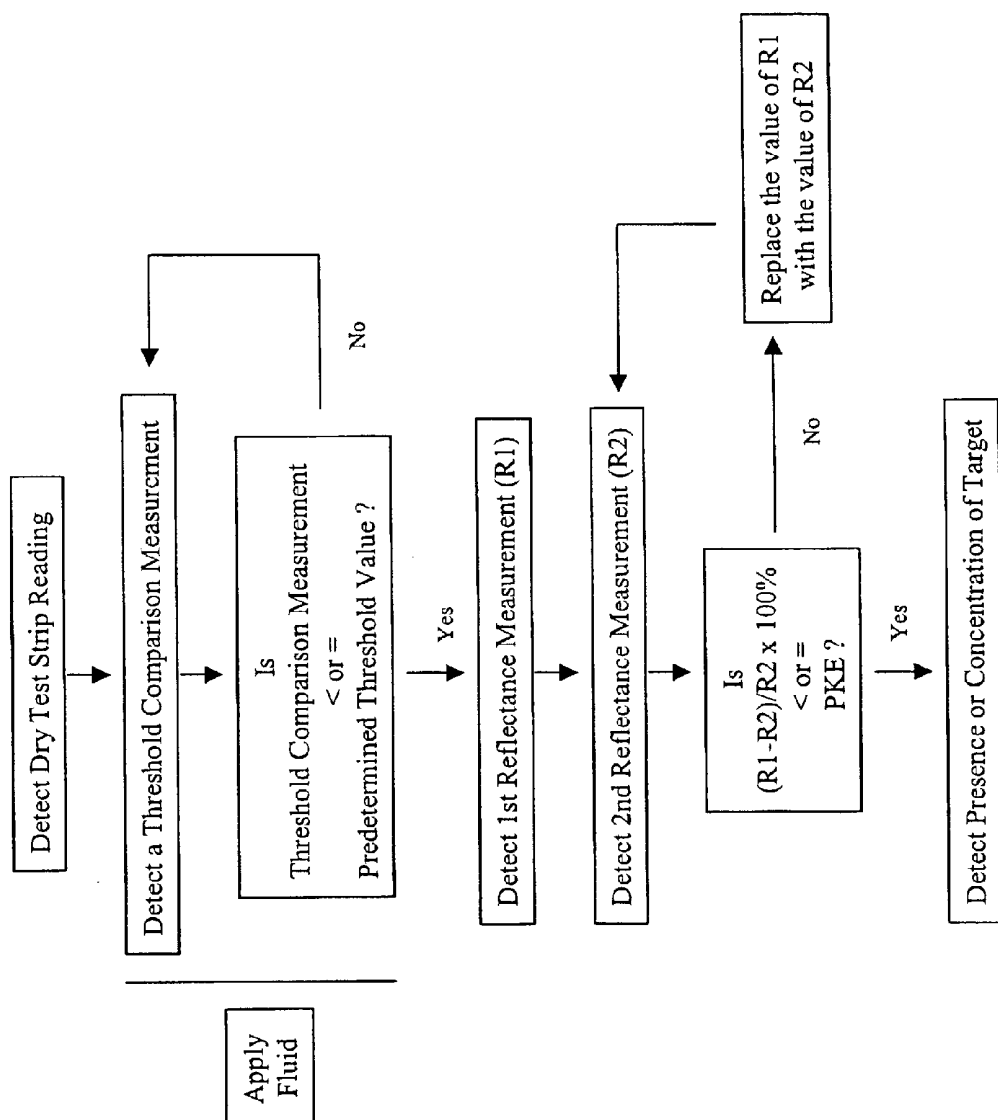 Detect Dry Test Strip Reading
Detect a Threshold Comparison Measurement
Apply
Fluid
Is
Threshold Comparison Measurement
< or =
Predetermined Threshold Value ?
No
Yes
Detect 1st Reflectance Measurement (R1)
Detect 2nd Reflectance Measurement (R2)
Is
(R1-R2)/R2 x 100%
< or =
PKE ?
No
Replace the value of R1
with the value of R2
Yes
Detect Presence or Concentration of Target